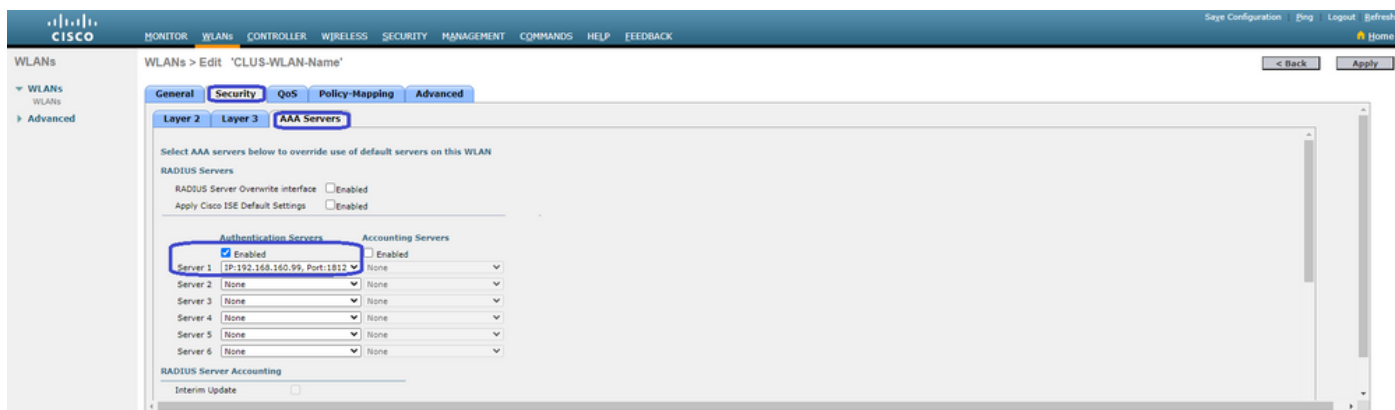 Save Configuration Ping Logout Refresh
CISCO MONITOR WLANs CONTROLLER WIRELESS SECURITY MANAGEMENT COMMANDS HELP FEEDBACK Home
WLANs WLANs > Edit 'CLUS-WLAN-Name' < Back Apply
WLANs
WLANs
Advanced
General Security QoS Policy-Mapping Advanced
Layer 2 Layer 3 AAA Servers
Select AAA servers below to override use of default servers on this WLAN
RADIUS Servers
RADIUS Server Overwrite interface Enabled
Apply Cisco ISE Default Settings Enabled
Authentication Servers Accounting Servers
Enabled Enabled
Server 1 IP:192.168.160.99, Port:1812 None
Server 2 None None
Server 3 None None
Server 4 None None
Server 5 None None
Server 6 None None
RADIUS Server Accounting
Interim Update